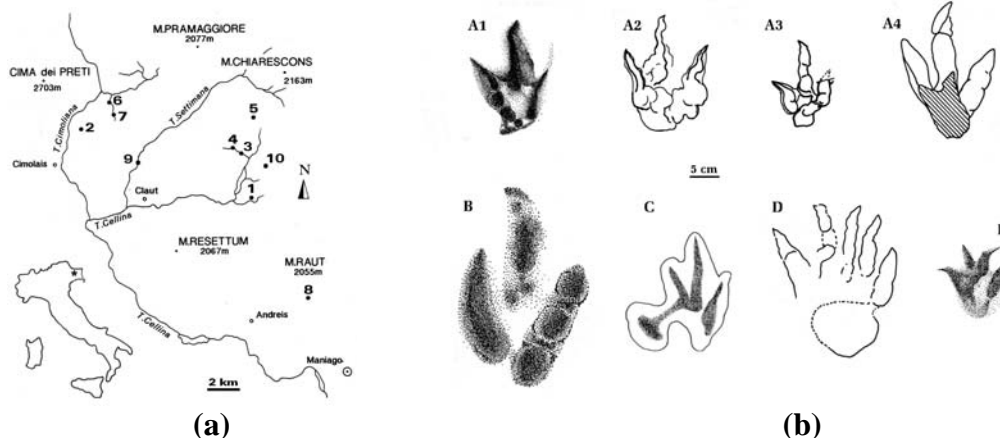 M.PRAMAGGIORE
2077m
M.CHIARESCONS
2163m
CIMA dei PRETI
2703m
6
7
2
T.Cimoliana
T.Settimana
5
4
3
10
9
1
Cimolais
Claut
N
T.Cellina
M.RESETTUM
2067m
M.RAUT
2055m
8
Andreis
T.Cellina
Maniago
2 km
(a)
A1
A2
A3
A4
5 cm
B
C
D
(b)